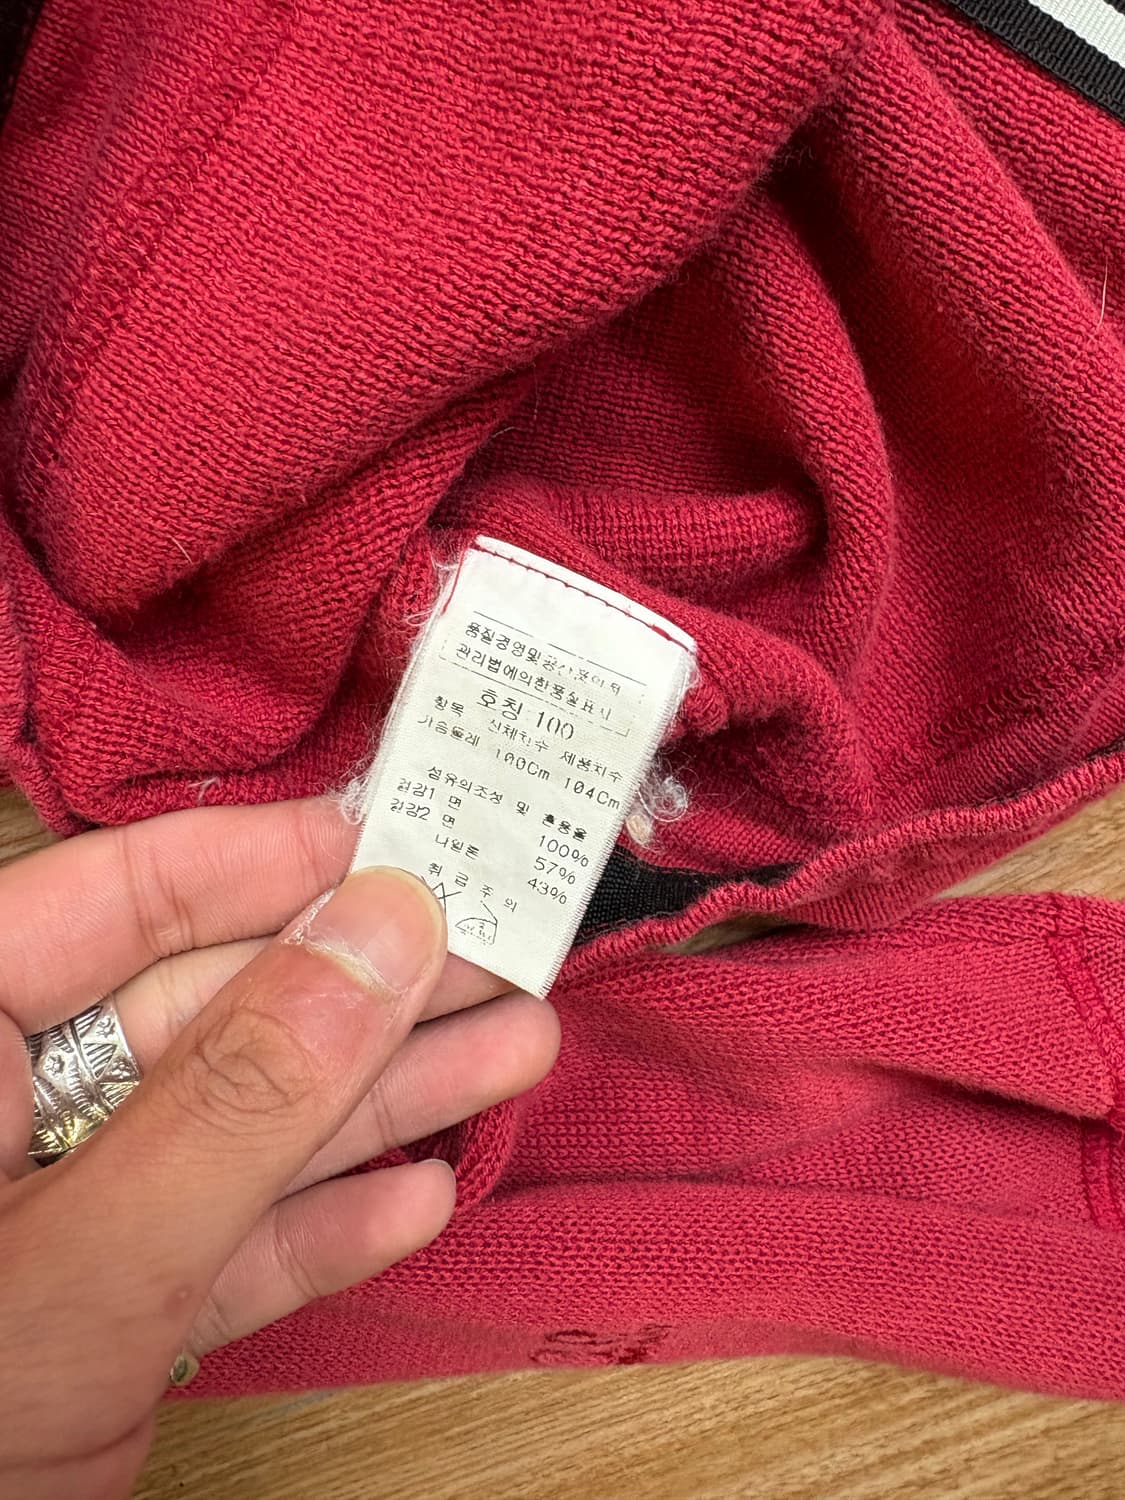 품질경영및공산품안전
관리법에의한품질표시
호칭 100
항목 신체치수 제품치수
가슴둘레 100Cm 104Cm
섬유의조성 및 혼용율
겉감1 면 100%
겉감2 면 57%
나일론 43%
취급주의